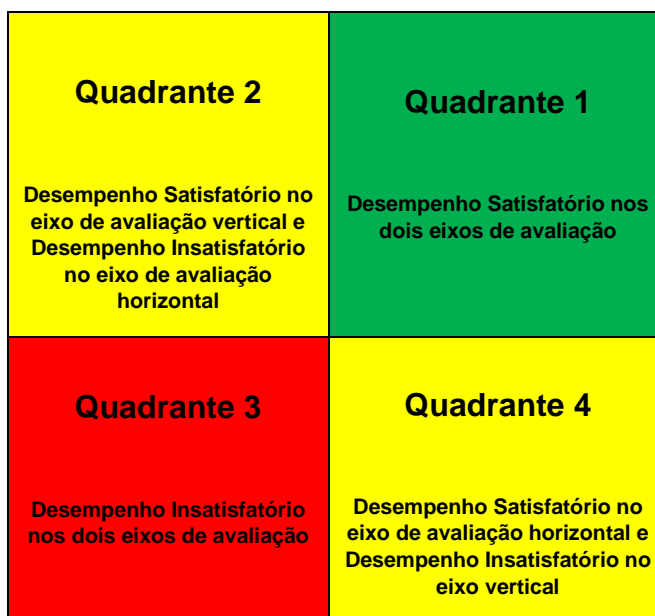 Quadrante 2
Desempenho Satisfatório no
eixo de avaliação vertical e
Desempenho Insatisfatório
no eixo de avaliação
horizontal
Quadrante 1
Desempenho Satisfatório nos
dois eixos de avaliação
Quadrante 3
Desempenho Insatisfatório
nos dois eixos de avaliação
Quadrante 4
Desempenho Satisfatório no
eixo de avaliação horizontal e
Desempenho Insatisfatório no
eixo vertical